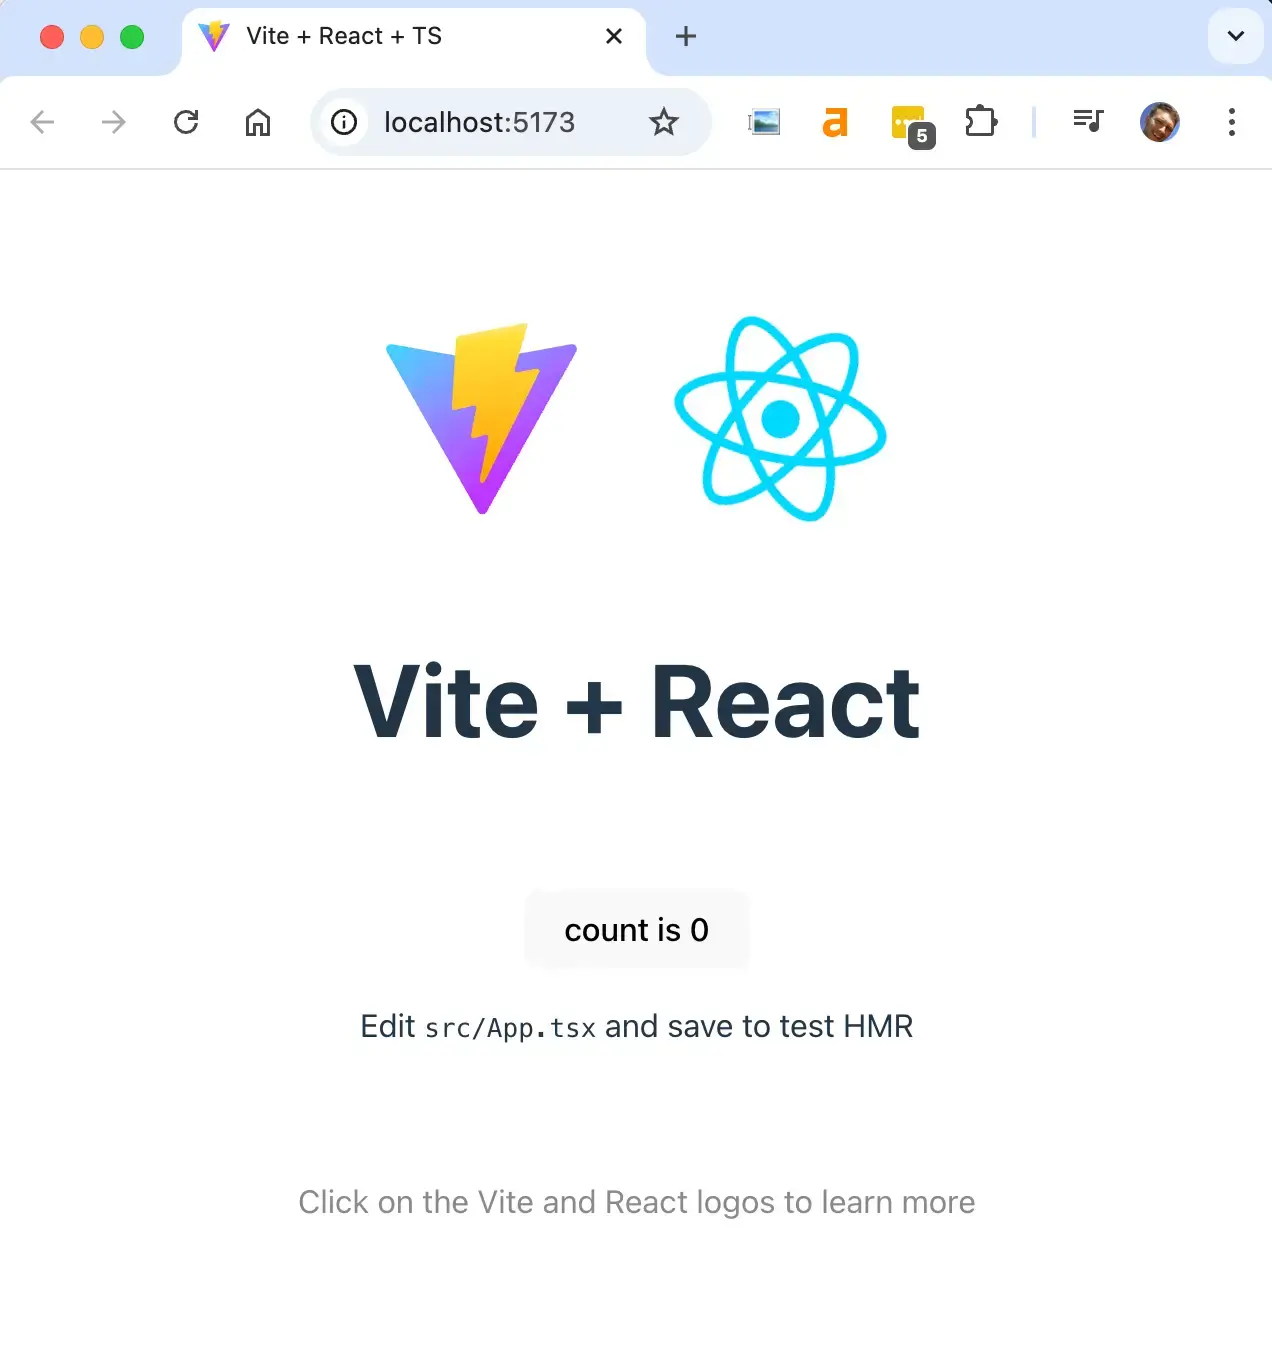 Vite + React + TS
localhost:5173
5
Vite + React
count is 0
Edit src/App.tsx and save to test HMR
Click on the Vite and React logos to learn more